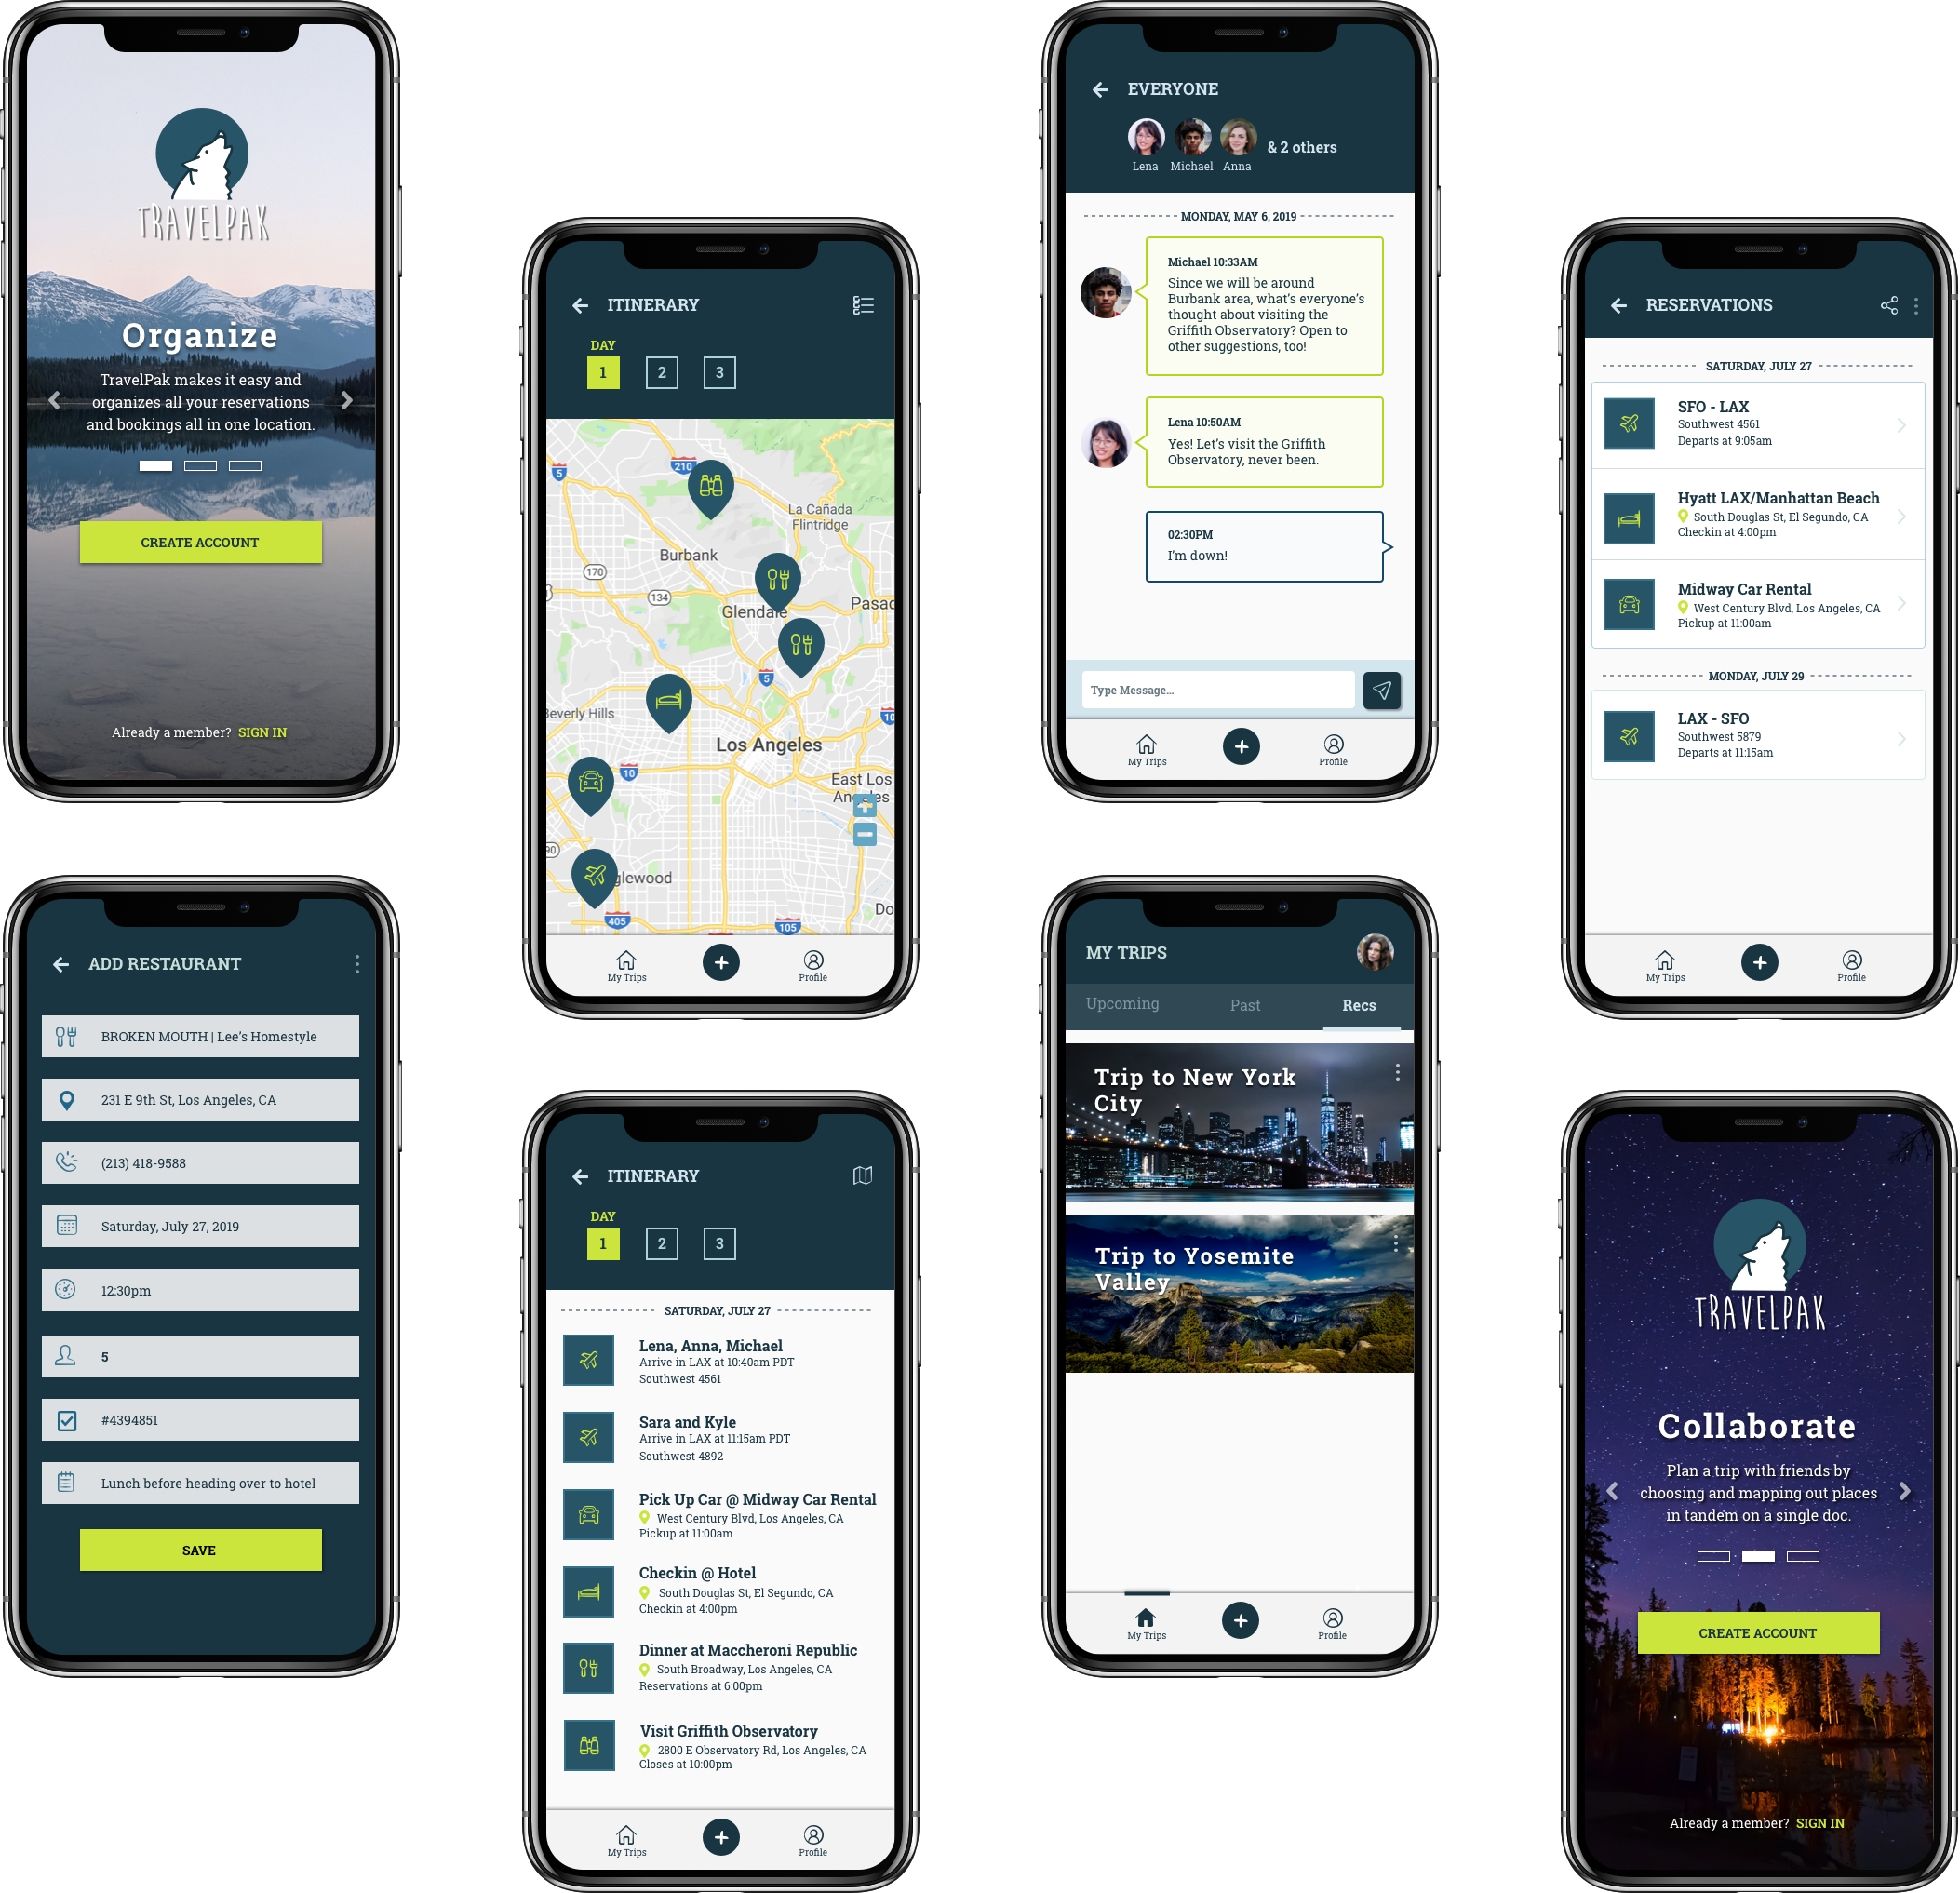 TRAVELPAK
Organize
TravelPak makes it easy and
organizes all your reservations
and bookings all in one location.
CREATE ACCOUNT
Already a member? SIGN IN
ADD RESTAURANT
BROKEN MOUTH | Lee's Homestyle
231 E 9th St, Los Angeles, CA
(213) 418-9588
Saturday, July 27, 2019
12:30pm
5
#4394851
Lunch before heading over to hotel
SAVE
ITINERARY
DAY
1 2 3
5
210
La Cañada
Flintridge
Burbank
170
134
Glendale
Pasad
5
Beverly Hills
10
Los Angeles
10
East Los
Angeles
90
glewood
405
105
Do
My Trips
Profile
ITINERARY
DAY
1 2 3
SATURDAY, JULY 27
Lena, Anna, Michael
Arrive in LAX at 10:40am PDT
Southwest 4561
Sara and Kyle
Arrive in LAX at 11:15am PDT
Southwest 4892
Pick Up Car @ Midway Car Rental
West Century Blvd, Los Angeles, CA
Pickup at 11:00am
Checkin @ Hotel
South Douglas St, El Segundo, CA
Checkin at 4:00pm
Dinner at Maccheroni Republic
South Broadway, Los Angeles, CA
Reservations at 6:00pm
Visit Griffith Observatory
2800 E Observatory Rd, Los Angeles, CA
Closes at 10:00pm
My Trips
Profile
EVERYONE
& 2 others
Lena Michael Anna
MONDAY, MAY 6, 2019
Michael 10:33AM
Since we will be around
Burbank area, what's everyone's
thought about visiting the
Griffith Observatory? Open to
other suggestions, too!
Lena 10:50AM
Yes! Let's visit the Griffith
Observatory, never been.
02:30PM
I'm down!
Type Message...
My Trips
Profile
MY TRIPS
Upcoming Past Recs
Trip to New York
City
Trip to Yosemite
Valley
My Trips
Profile
RESERVATIONS
SATURDAY, JULY 27
SFO - LAX
Southwest 4561
Departs at 9:05am
Hyatt LAX/Manhattan Beach
South Douglas St, El Segundo, CA
Checkin at 4:00pm
Midway Car Rental
West Century Blvd, Los Angeles, CA
Pickup at 11:00am
MONDAY, JULY 29
LAX - SFO
Southwest 5879
Departs at 11:15am
My Trips
Profile
TRAVELPAK
Collaborate
Plan a trip with friends by
choosing and mapping out places
in tandem on a single doc.
CREATE ACCOUNT
Already a member? SIGN IN